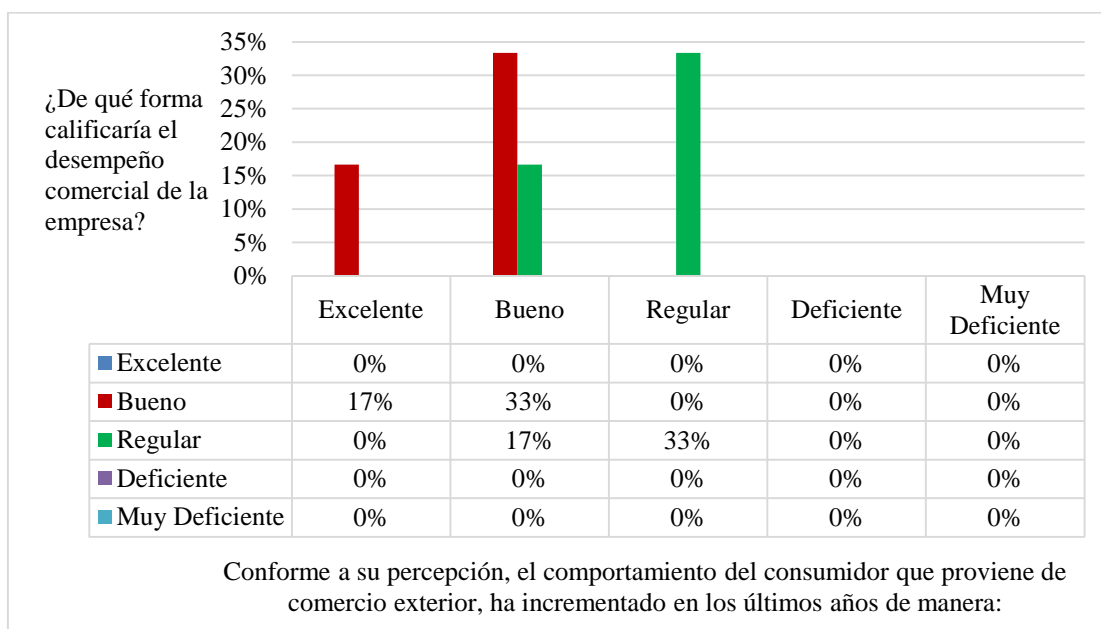 ¿De qué forma
calificaría el
desempeño
comercial de la
empresa?
35%
30%
25%
20%
15%
10%
5%
0%
Excelente Bueno Regular Deficiente Muy Deficiente
Excelente 0% 0% 0% 0% 0%
Bueno 17% 33% 0% 0% 0%
Regular 0% 17% 33% 0% 0%
Deficiente 0% 0% 0% 0% 0%
Muy Deficiente 0% 0% 0% 0% 0%
Conforme a su percepción, el comportamiento del consumidor que proviene de
comercio exterior, ha incrementado en los últimos años de manera: